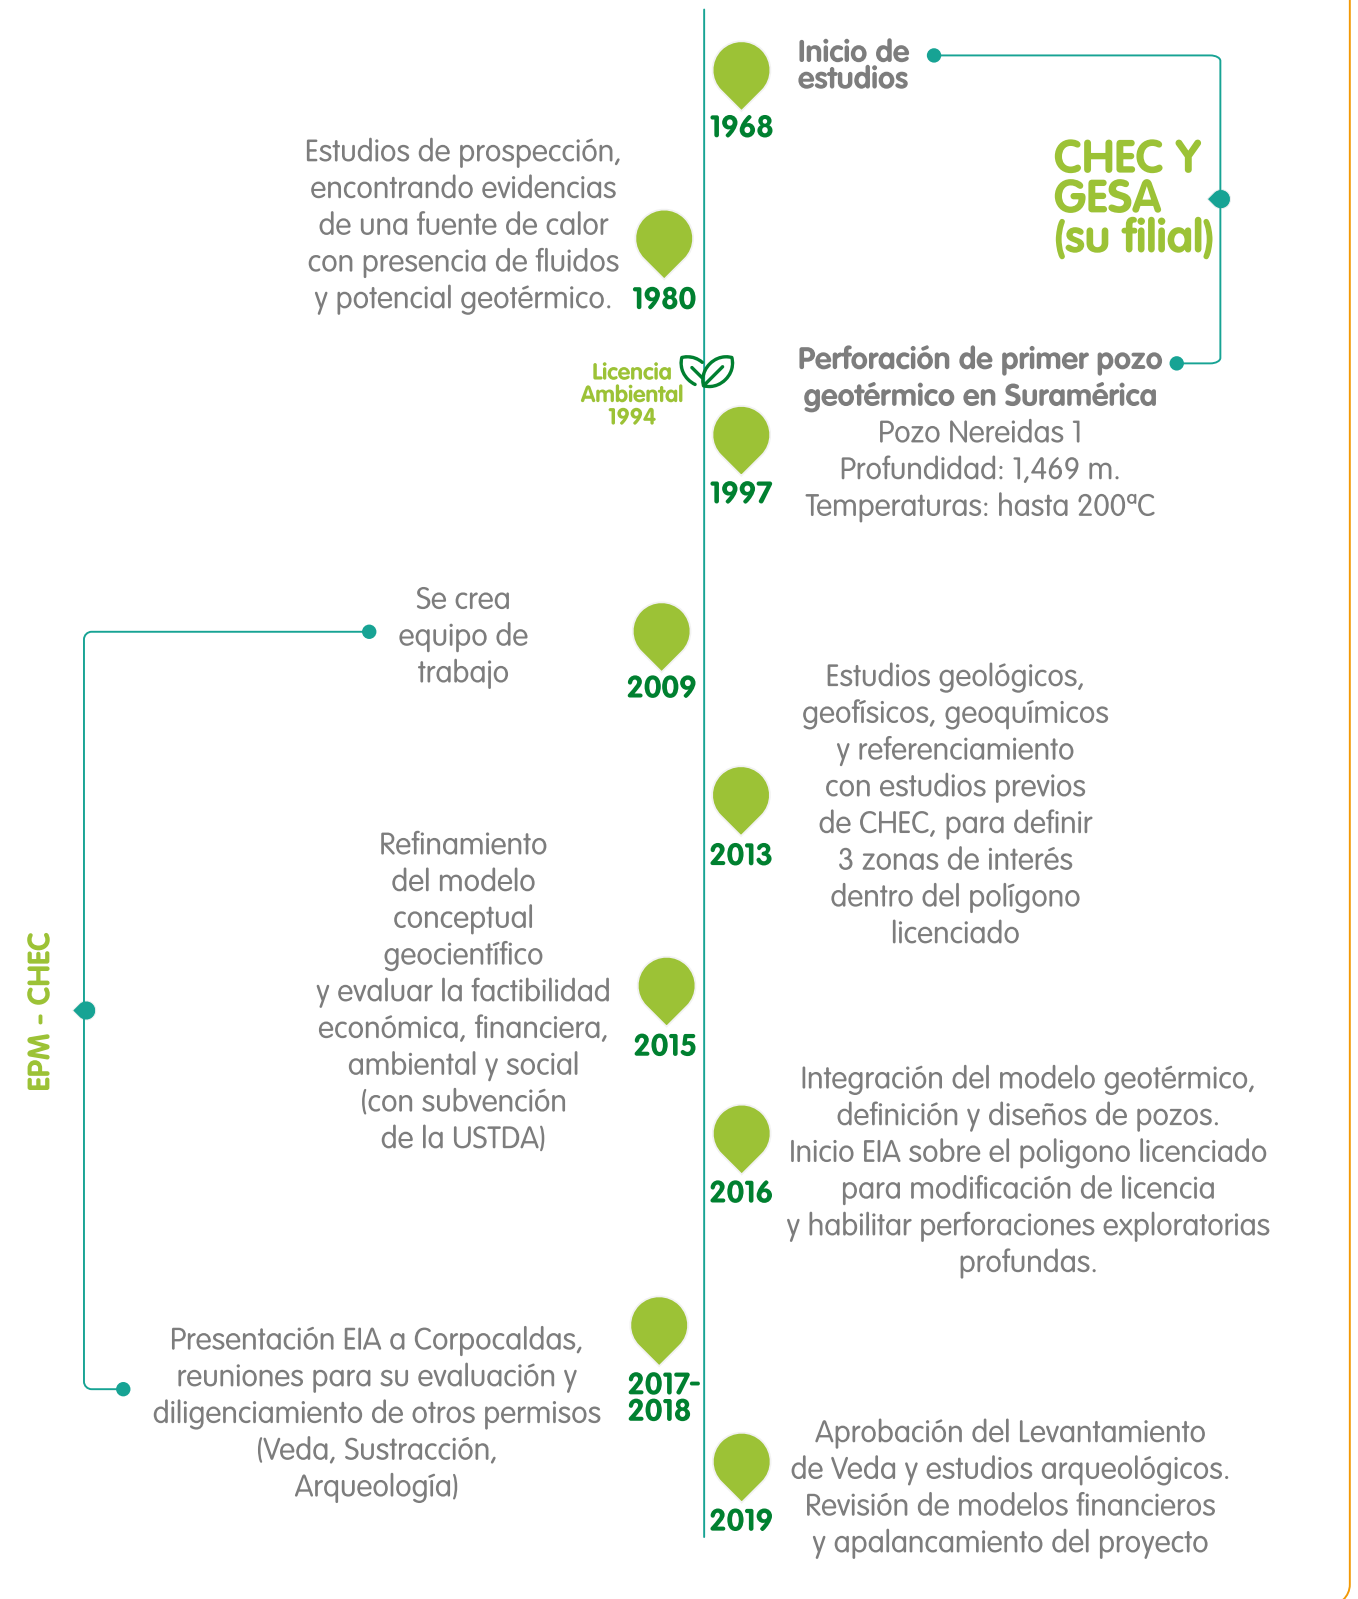 Inicio de
estudios
1968
CHEC Y
GESA
(su filial)
Estudios de prospección,
encontrando evidencias
de una fuente de calor
con presencia de fluidos
y potencial geotérmico.
1980
Licencia
Ambiental
1994
Perforación de primer pozo
geotérmico en Suramérica
Pozo Nereidas 1
Profundidad: 1,469 m.
Temperaturas: hasta 200ªC
1997
Se crea
equipo de
trabajo
2009
Estudios geológicos,
geofísicos, geoquímicos
y referenciamiento
con estudios previos
de CHEC, para definir
3 zonas de interés
dentro del polígono
licenciado
2013
EPM - CHEC
Refinamiento
del modelo
conceptual
geocientífico
y evaluar la factibilidad
económica, financiera,
ambiental y social
(con subvención
de la USTDA)
2015
Integración del modelo geotérmico,
definición y diseños de pozos.
Inicio EIA sobre el poligono licenciado
para modificación de licencia
y habilitar perforaciones exploratorias
profundas.
2016
Presentación EIA a Corpocaldas,
reuniones para su evaluación y
diligenciamiento de otros permisos
(Veda, Sustracción,
Arqueología)
2017-
2018
Aprobación del Levantamiento
de Veda y estudios arqueológicos.
Revisión de modelos financieros
y apalancamiento del proyecto
2019